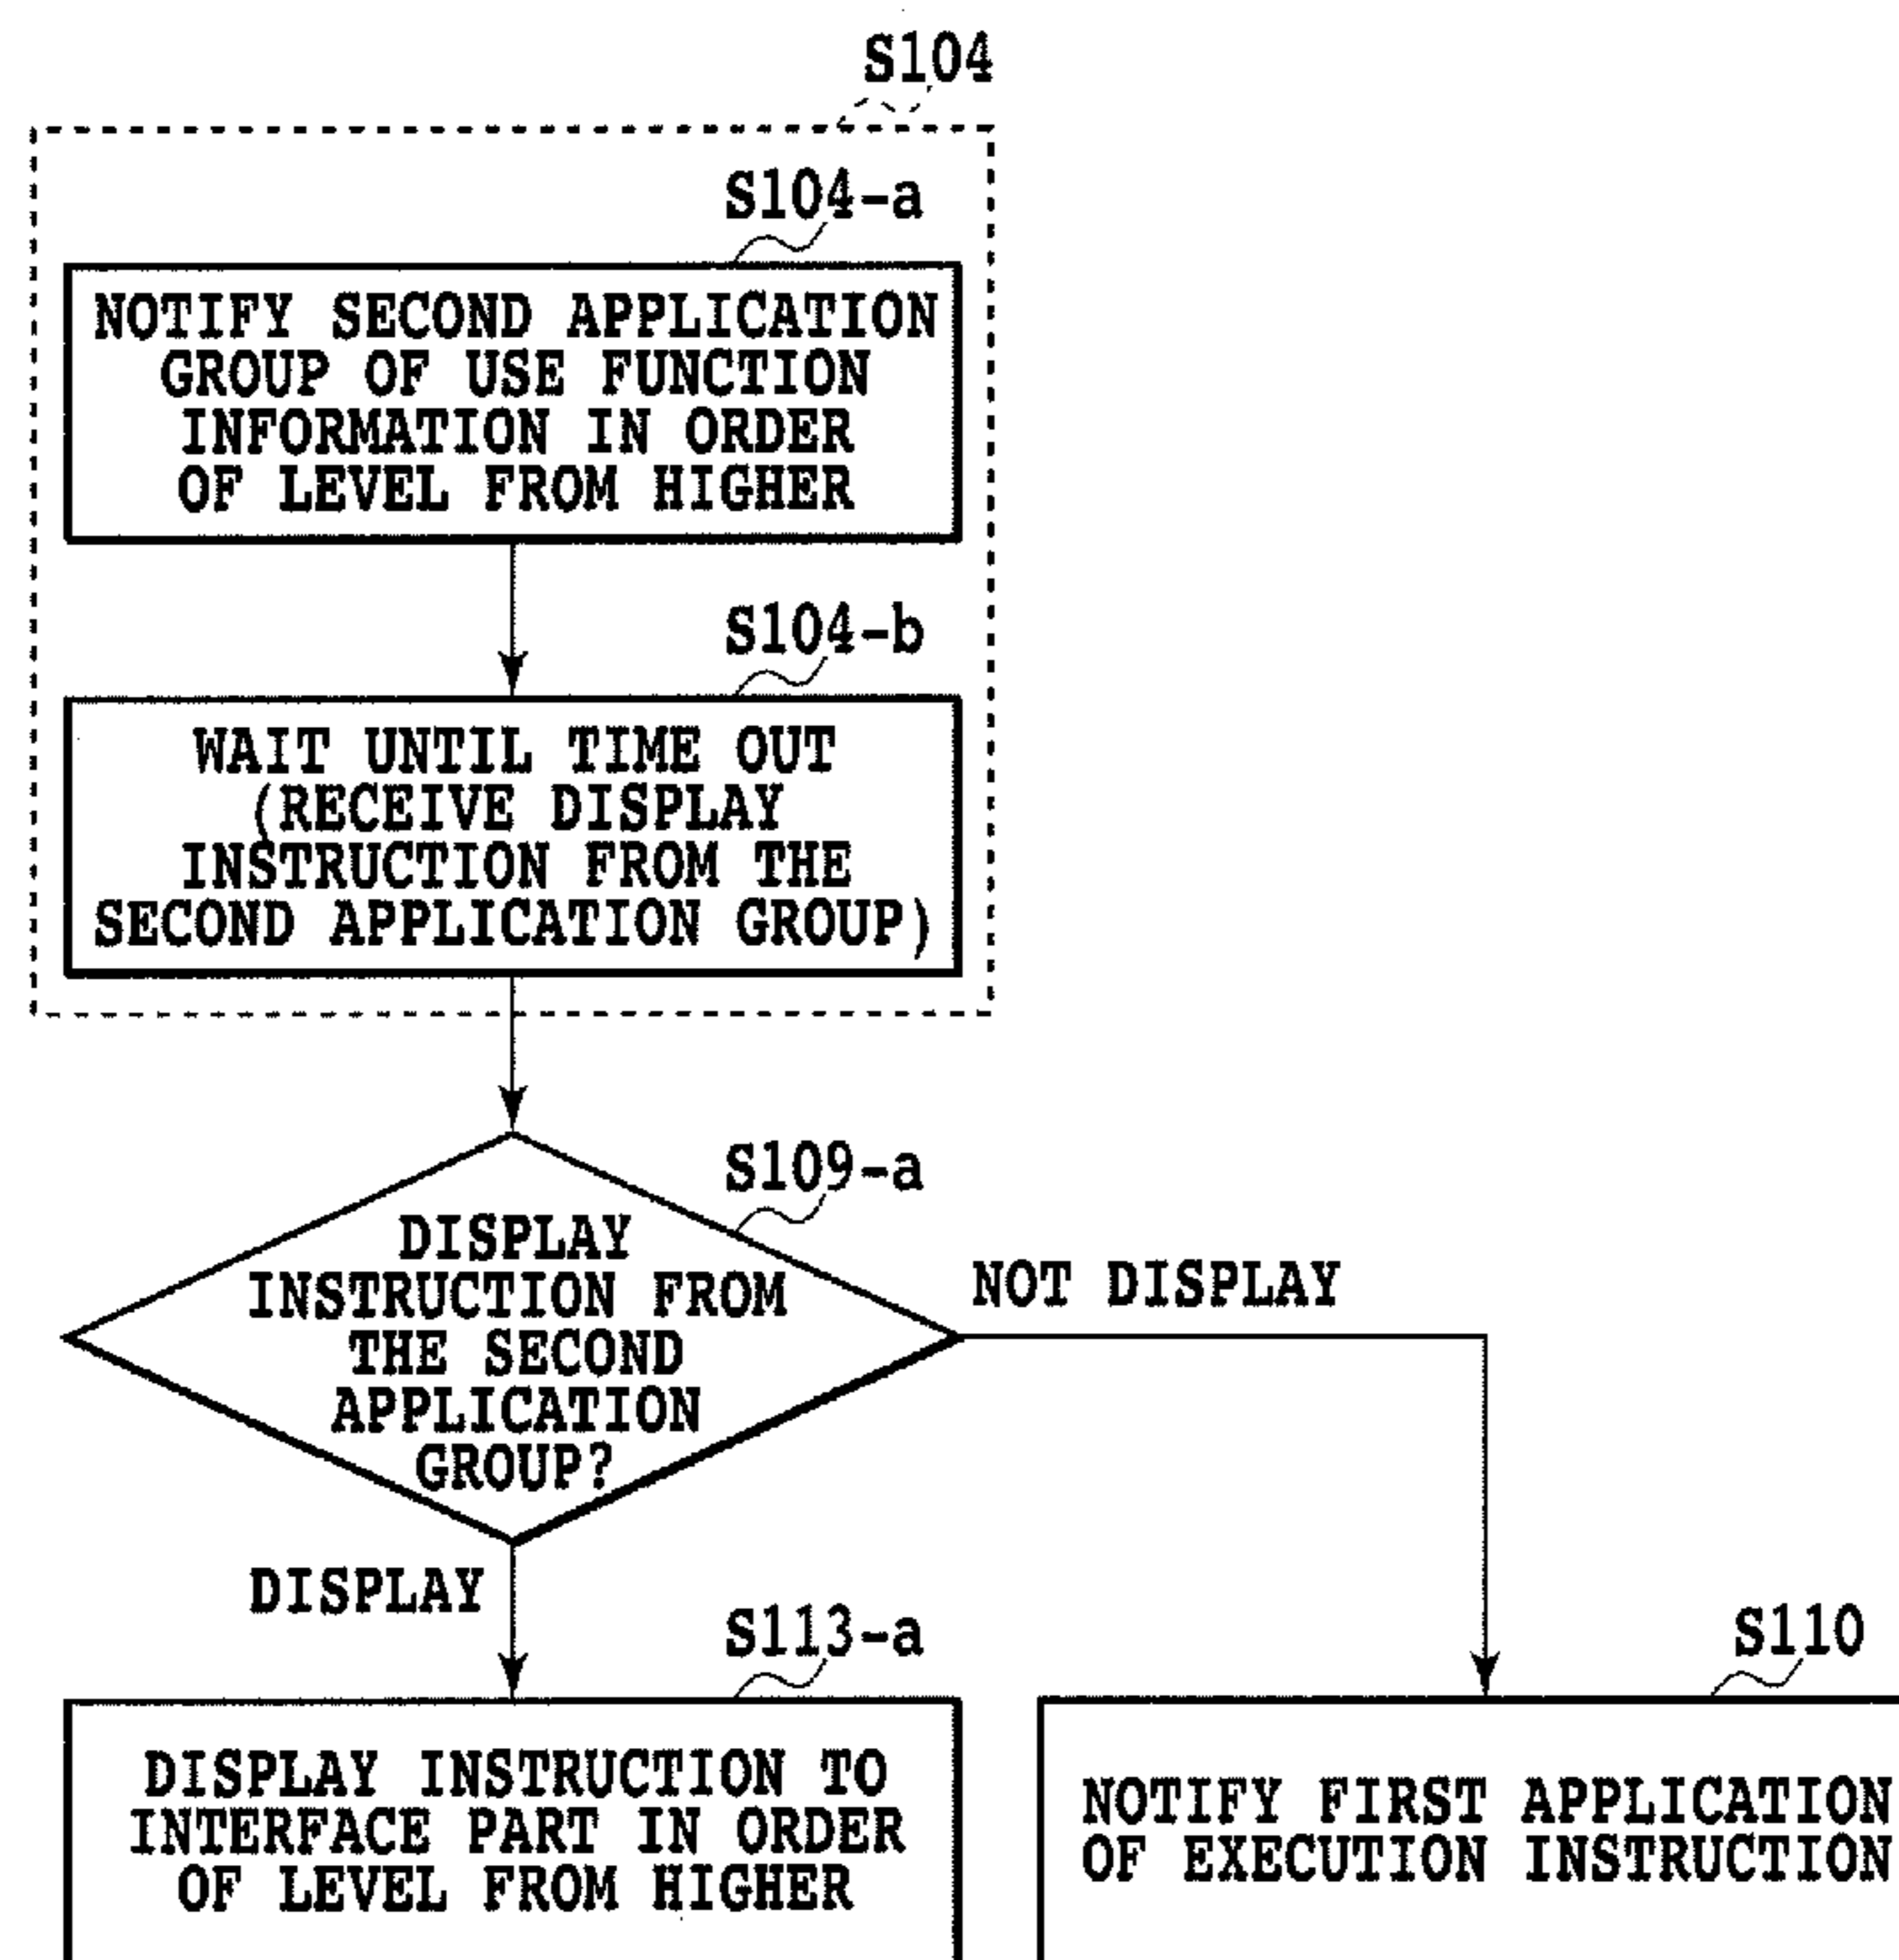 S104
S104-a
NOTIFY SECOND APPLICATION
GROUP OF USE FUNCTION
INFORMATION IN ORDER
OF LEVEL FROM HIGHER
S104-b
WAIT UNTIL TIME OUT
(RECEIVE DISPLAY
INSTRUCTION FROM THE
SECOND APPLICATION GROUP)
S109-a
DISPLAY
INSTRUCTION FROM
THE SECOND
APPLICATION
GROUP?
NOT DISPLAY
DISPLAY
S113-a
DISPLAY INSTRUCTION TO
INTERFACE PART IN ORDER
OF LEVEL FROM HIGHER
S110
NOTIFY FIRST APPLICATION
OF EXECUTION INSTRUCTION